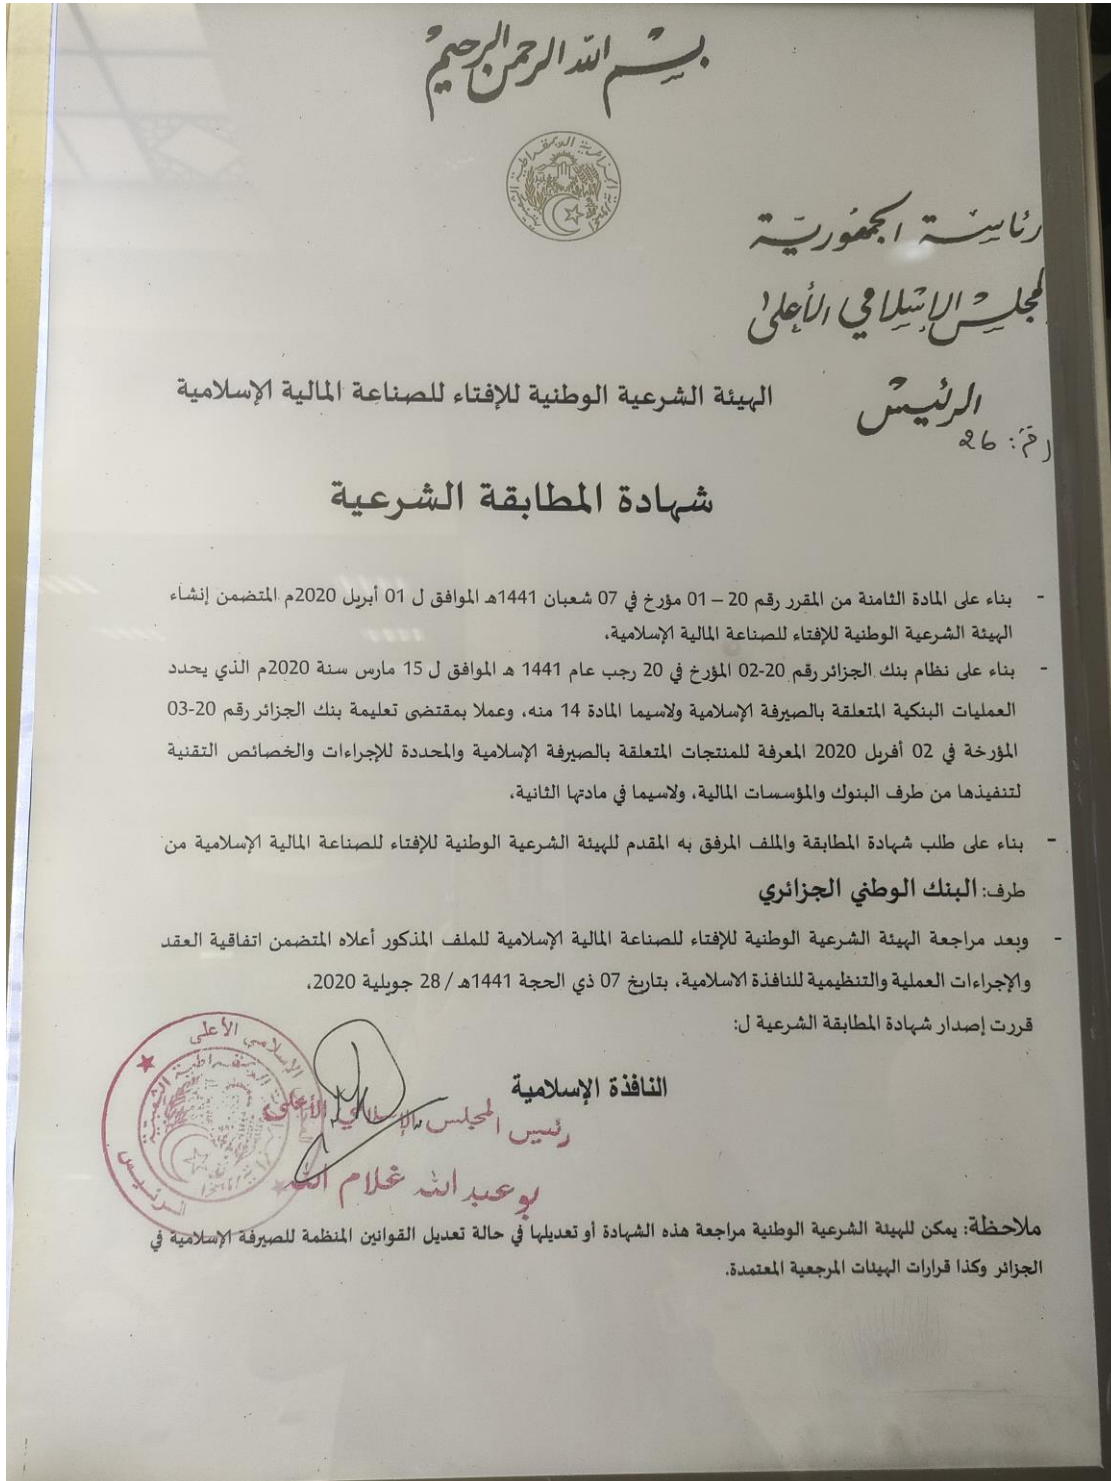 بسم الله الرحمن الرحيم
الجمهورية الجزائرية الديمقراطية الشعبية
رئاسة الجمهورية
المجلس الإسلامي الأعلى
الرئيس
رقم: 26
الهيئة الشرعية الوطنية للإفتاء للصناعة المالية الإسلامية
شهادة المطابقة الشرعية
- بناء على المادة الثامنة من المقرر رقم 20 – 01 مؤرخ في 07 شعبان 1441هـ الموافق ل 01 أبريل 2020م المتضمن إنشاء
الهيئة الشرعية الوطنية للإفتاء للصناعة المالية الإسلامية،
- بناء على نظام بنك الجزائر رقم 20-02 المؤرخ في 20 رجب عام 1441 هـ الموافق ل 15 مارس سنة 2020م الذي يحدد
العمليات البنكية المتعلقة بالصيرفة الإسلامية ولاسيما المادة 14 منه، وعملا بمقتضى تعليمة بنك الجزائر رقم 20-03
المؤرخة في 02 أفريل 2020 المعرفة للمنتجات المتعلقة بالصيرفة الإسلامية والمحددة للإجراءات والخصائص التقنية
لتنفيذها من طرف البنوك والمؤسسات المالية، ولاسيما في مادتها الثانية،
- بناء على طلب شهادة المطابقة والملف المرفق به المقدم للهيئة الشرعية الوطنية للإفتاء للصناعة المالية الإسلامية من
طرف: البنك الوطني الجزائري
- وبعد مراجعة الهيئة الشرعية الوطنية للإفتاء للصناعة المالية الإسلامية للملف المذكور أعلاه المتضمن اتفاقية العقد
والإجراءات العملية والتنظيمية للنافذة الاسلامية، بتاريخ 07 ذي الحجة 1441هـ / 28 جويلية 2020،
قررت إصدار شهادة المطابقة الشرعية ل:
النافذة الإسلامية
رئيس المجلس الإسلامي الأعلى
بوعبد الله غلام الله
الإسلامي الأعلى
الرئيس
ملاحظة: يمكن للهيئة الشرعية الوطنية مراجعة هذه الشهادة أو تعديلها في حالة تعديل القوانين المنظمة للصيرفة الإسلامية في
الجزائر وكذا قرارات الهيئات المرجعية المعتمدة.